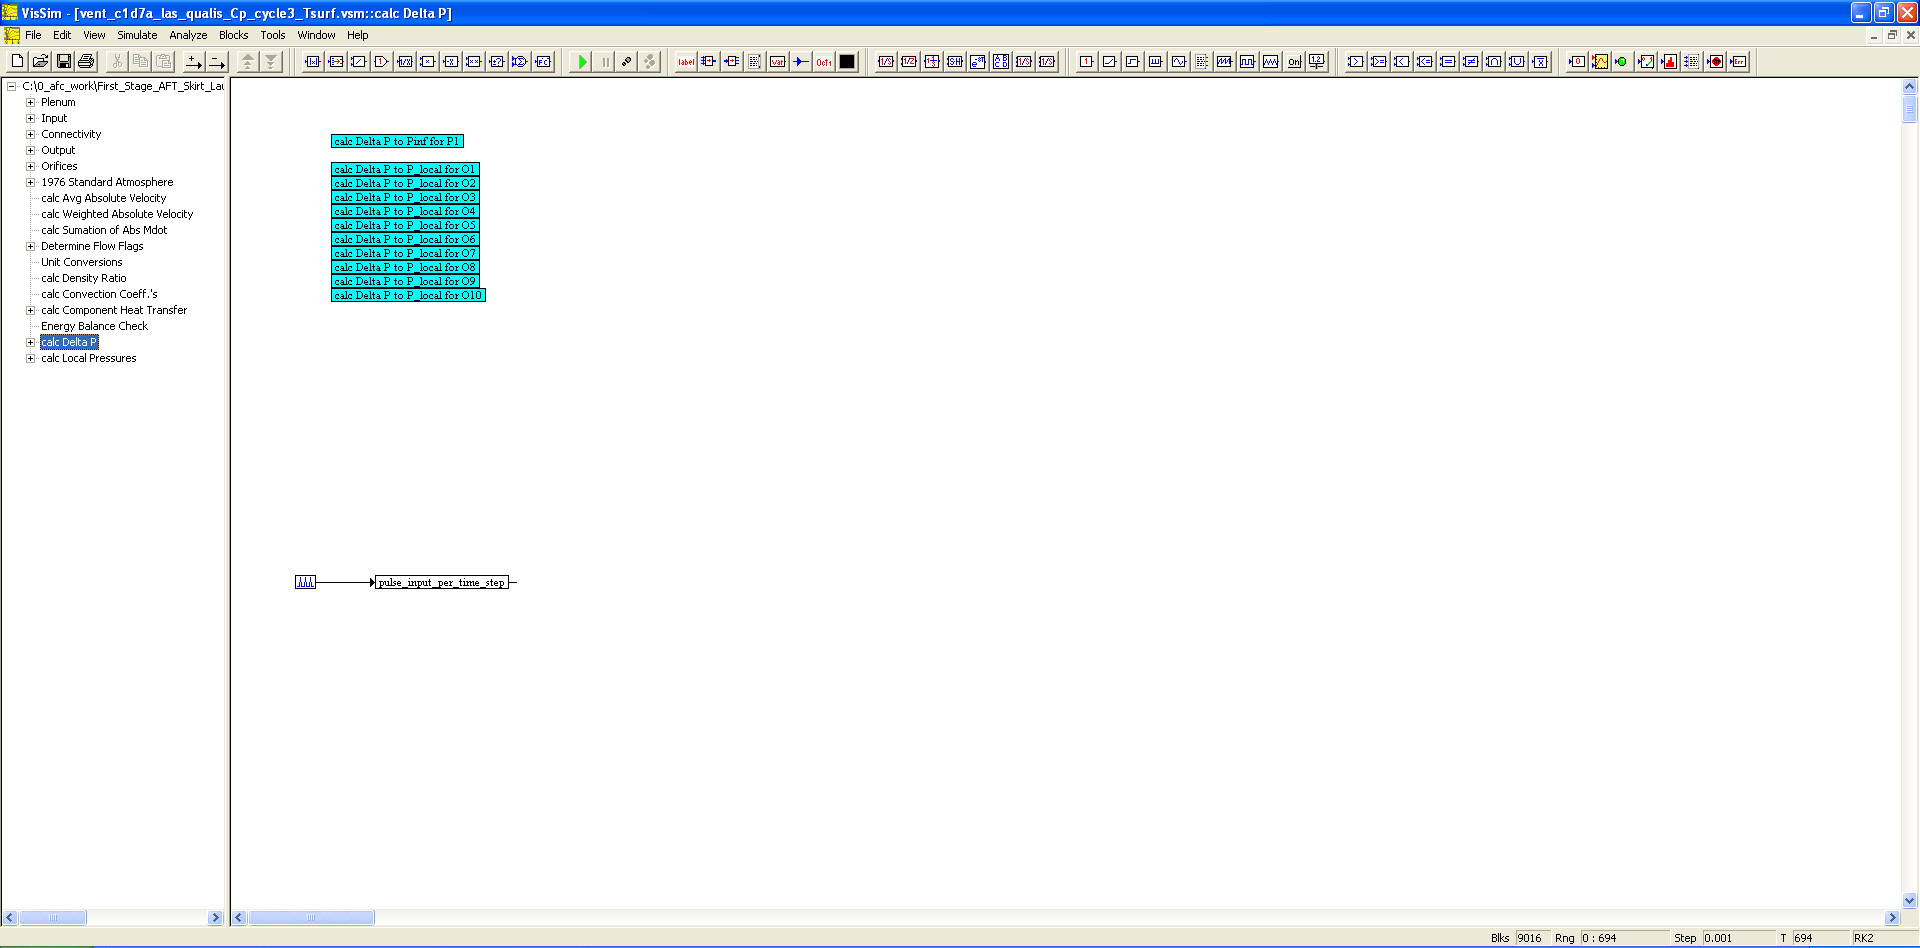 VisSim - [vent_c1d7a_las_qualis_Cp_cycle3_Tsurf.vsm::calc Delta P]
File Edit View Simulate Analyze Blocks Tools Window Help
label
var
C:\0_afc_work\First_Stage_AFT_Skirt_Lau
Plenum
Input
Connectivity
Output
Orifices
1976 Standard Atmosphere
calc Avg Absolute Velocity
calc Weighted Absolute Velocity
calc Sumation of Abs Mdot
Determine Flow Flags
Unit Conversions
calc Density Ratio
calc Convection Coeff.'s
calc Component Heat Transfer
Energy Balance Check
calc Delta P
calc Local Pressures
calc Delta P to Pinf for P1
calc Delta P to P_local for O1
calc Delta P to P_local for O2
calc Delta P to P_local for O3
calc Delta P to P_local for O4
calc Delta P to P_local for O5
calc Delta P to P_local for O6
calc Delta P to P_local for O7
calc Delta P to P_local for O8
calc Delta P to P_local for O9
calc Delta P to P_local for O10
pulse_input_per_time_step
Blks 9016 Rng 0 : 694 Step 0.001 T 694 RK2